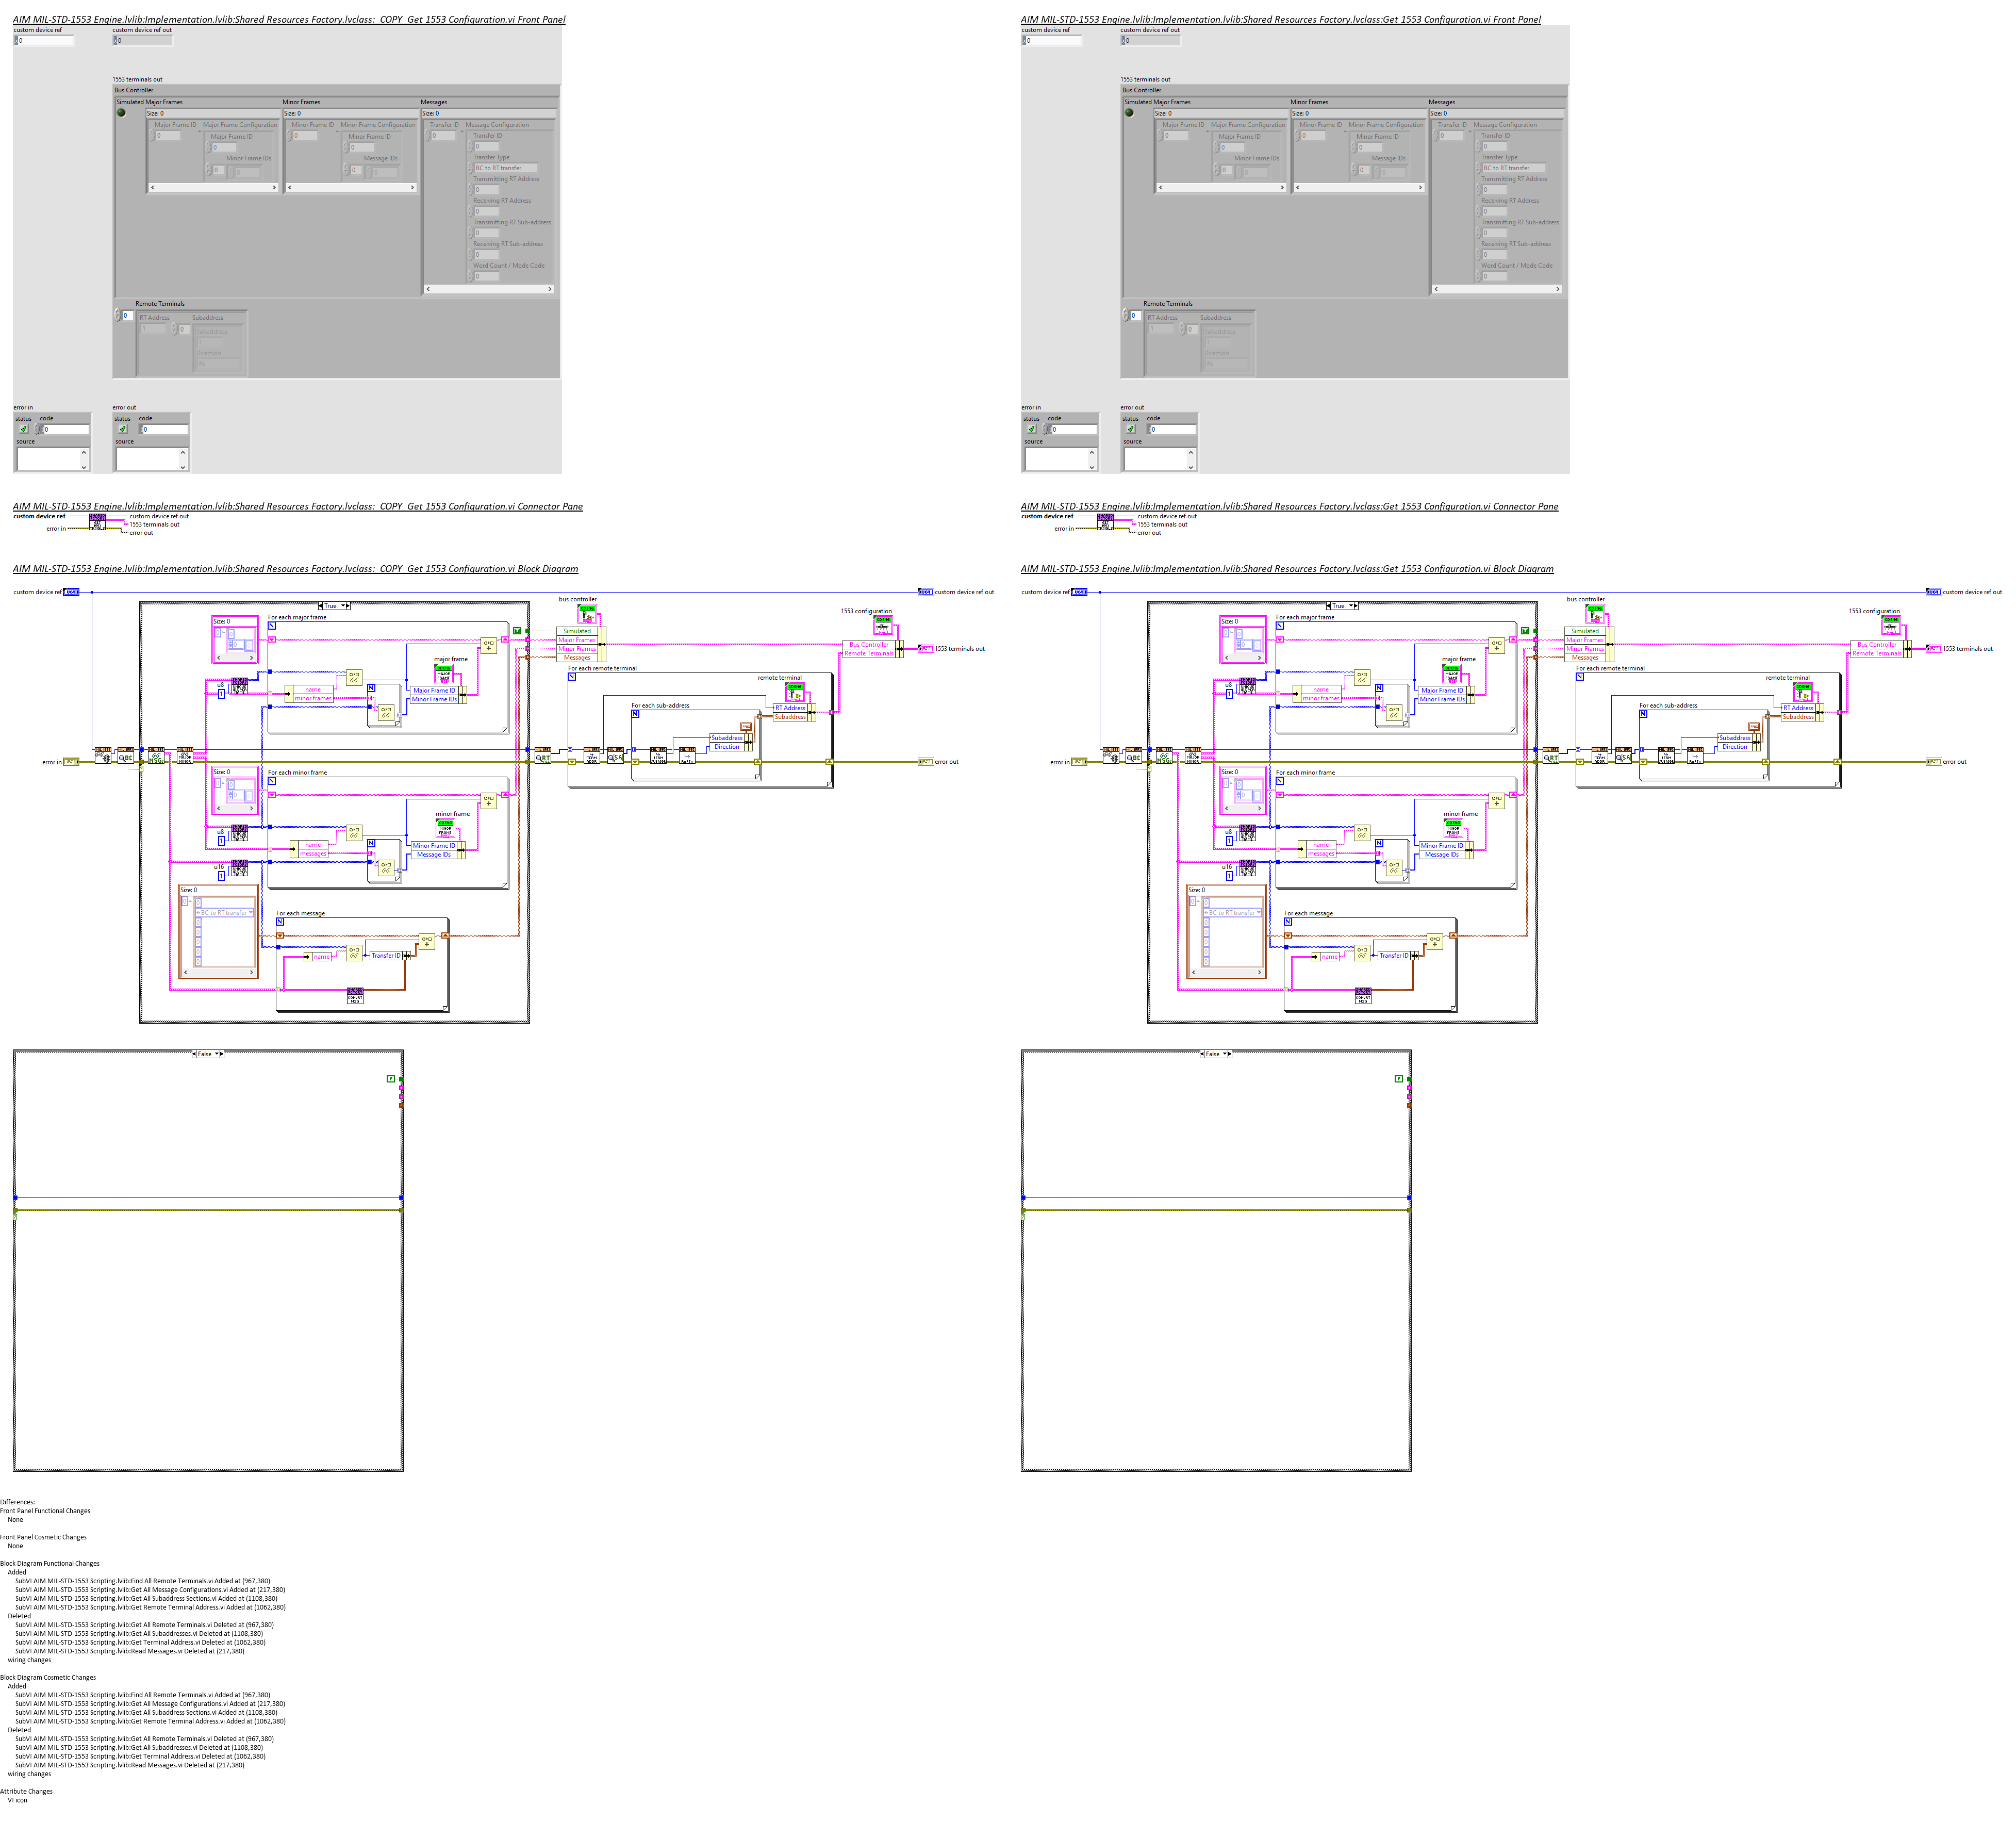 AIM MIL-STD-1553 Engine.lvlib:Implementation.lvlib:Shared Resources Factory.lvclass:_COPY_Get 1553 Configuration.vi Front Panel
custom device ref
0
custom device ref out
0
1553 terminals out
Bus Controller
Simulated Major Frames
Minor Frames
Messages
Size: 0
Size: 0
Size: 0
Major Frame ID
Major Frame Configuration
Minor Frame ID
Minor Frame Configuration
Transfer ID
Message Configuration
Major Frame ID
Minor Frame ID
Transfer ID
Minor Frame IDs
Message IDs
Transfer Type
BC to RT transfer
Transmitting RT Address
Receiving RT Address
Transmitting RT Sub-address
Receiving RT Sub-address
Word Count / Mode Code
Remote Terminals
0
RT Address
Subaddress
1
0
Subaddress
Direction
Rx
error in
error out
status
code
status
code
0
0
source
source
AIM MIL-STD-1553 Engine.lvlib:Implementation.lvlib:Shared Resources Factory.lvclass:_COPY_Get 1553 Configuration.vi Connector Pane
custom device ref
custom device ref out
1553 terminals out
error in
error out
AIM MIL-STD-1553 Engine.lvlib:Implementation.lvlib:Shared Resources Factory.lvclass:_COPY_Get 1553 Configuration.vi Block Diagram
custom device ref
custom device ref out
True
bus controller
1553 configuration
Size: 0
For each major frame
Simulated
Major Frames
Minor Frames
Messages
Bus Controller
Remote Terminals
1553 terminals out
major frame
u8
1
name
minor frames
Major Frame ID
Minor Frame IDs
For each remote terminal
remote terminal
For each sub-address
RT Address
Subaddress
Subaddress
Direction
error in
error out
Size: 0
For each minor frame
minor frame
u8
1
name
messages
Minor Frame ID
Message IDs
u16
1
Size: 0
BC to RT transfer
For each message
name
Transfer ID
False
AIM MIL-STD-1553 Engine.lvlib:Implementation.lvlib:Shared Resources Factory.lvclass:Get 1553 Configuration.vi Front Panel
custom device ref
0
custom device ref out
0
1553 terminals out
Bus Controller
Simulated Major Frames
Minor Frames
Messages
Size: 0
Size: 0
Size: 0
Major Frame ID
Major Frame Configuration
Minor Frame ID
Minor Frame Configuration
Transfer ID
Message Configuration
Major Frame ID
Minor Frame ID
Transfer ID
Minor Frame IDs
Message IDs
Transfer Type
BC to RT transfer
Transmitting RT Address
Receiving RT Address
Transmitting RT Sub-address
Receiving RT Sub-address
Word Count / Mode Code
Remote Terminals
0
RT Address
Subaddress
1
0
Subaddress
Direction
Rx
error in
error out
status
code
status
code
0
0
source
source
AIM MIL-STD-1553 Engine.lvlib:Implementation.lvlib:Shared Resources Factory.lvclass:Get 1553 Configuration.vi Connector Pane
custom device ref
custom device ref out
1553 terminals out
error in
error out
AIM MIL-STD-1553 Engine.lvlib:Implementation.lvlib:Shared Resources Factory.lvclass:Get 1553 Configuration.vi Block Diagram
custom device ref
custom device ref out
True
bus controller
1553 configuration
Size: 0
For each major frame
Simulated
Major Frames
Minor Frames
Messages
Bus Controller
Remote Terminals
1553 terminals out
major frame
u8
1
name
minor frames
Major Frame ID
Minor Frame IDs
For each remote terminal
remote terminal
For each sub-address
RT Address
Subaddress
Subaddress
Direction
error in
error out
Size: 0
For each minor frame
minor frame
u8
1
name
messages
Minor Frame ID
Message IDs
u16
1
Size: 0
BC to RT transfer
For each message
name
Transfer ID
False
Differences:
Front Panel Functional Changes
None
Front Panel Cosmetic Changes
None
Block Diagram Functional Changes
Added
SubVI AIM MIL-STD-1553 Scripting.lvlib:Find All Remote Terminals.vi Added at (967,380)
SubVI AIM MIL-STD-1553 Scripting.lvlib:Get All Message Configurations.vi Added at (217,380)
SubVI AIM MIL-STD-1553 Scripting.lvlib:Get All Subaddress Sections.vi Added at (1108,380)
SubVI AIM MIL-STD-1553 Scripting.lvlib:Get Remote Terminal Address.vi Added at (1062,380)
Deleted
SubVI AIM MIL-STD-1553 Scripting.lvlib:Get All Remote Terminals.vi Deleted at (967,380)
SubVI AIM MIL-STD-1553 Scripting.lvlib:Get All Subaddresses.vi Deleted at (1108,380)
SubVI AIM MIL-STD-1553 Scripting.lvlib:Get Terminal Address.vi Deleted at (1062,380)
SubVI AIM MIL-STD-1553 Scripting.lvlib:Read Messages.vi Deleted at (217,380)
wiring changes
Block Diagram Cosmetic Changes
Added
SubVI AIM MIL-STD-1553 Scripting.lvlib:Find All Remote Terminals.vi Added at (967,380)
SubVI AIM MIL-STD-1553 Scripting.lvlib:Get All Message Configurations.vi Added at (217,380)
SubVI AIM MIL-STD-1553 Scripting.lvlib:Get All Subaddress Sections.vi Added at (1108,380)
SubVI AIM MIL-STD-1553 Scripting.lvlib:Get Remote Terminal Address.vi Added at (1062,380)
Deleted
SubVI AIM MIL-STD-1553 Scripting.lvlib:Get All Remote Terminals.vi Deleted at (967,380)
SubVI AIM MIL-STD-1553 Scripting.lvlib:Get All Subaddresses.vi Deleted at (1108,380)
SubVI AIM MIL-STD-1553 Scripting.lvlib:Get Terminal Address.vi Deleted at (1062,380)
SubVI AIM MIL-STD-1553 Scripting.lvlib:Read Messages.vi Deleted at (217,380)
wiring changes
Attribute Changes
VI icon